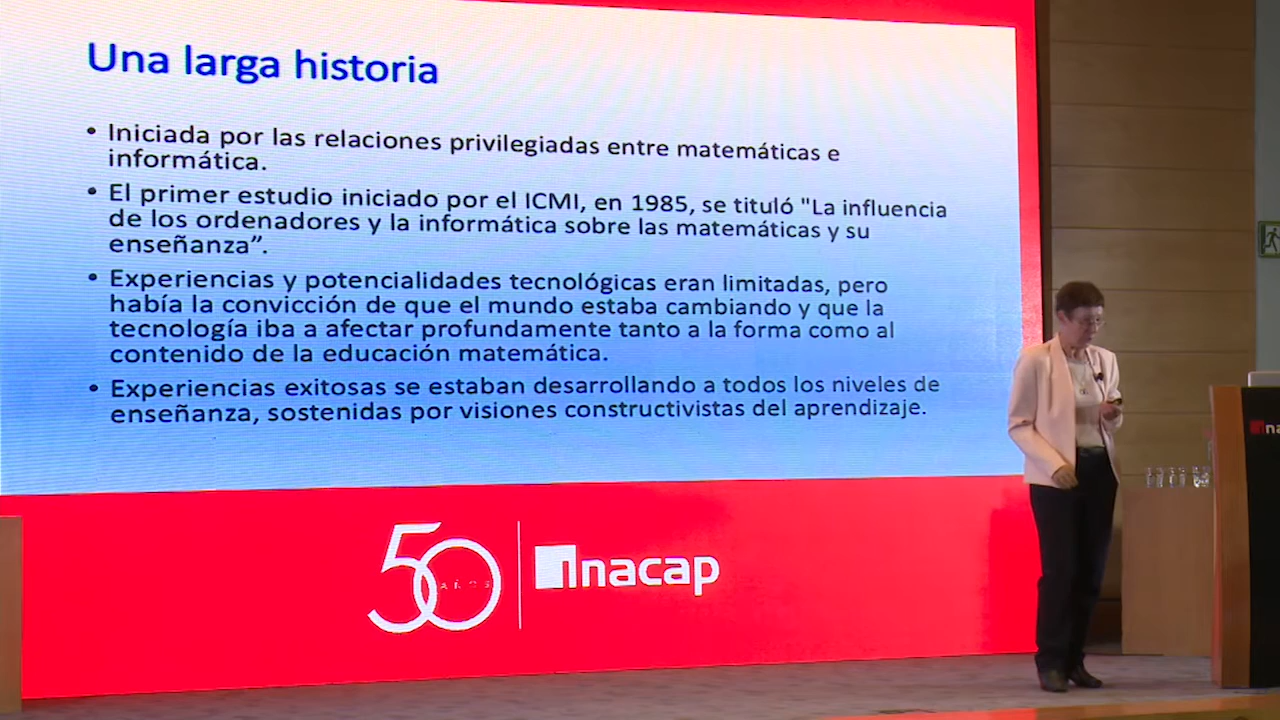 Una larga historia
• Iniciada por las relaciones privilegiadas entre matemáticas e
informática.
• El primer estudio iniciado por el ICMI, en 1985, se tituló "La influencia
de los ordenadores y la informática sobre las matemáticas y su
enseñanza”.
• Experiencias y potencialidades tecnológicas eran limitadas, pero
había la convicción de que el mundo estaba cambiando y que la
tecnología iba a afectar profundamente tanto a la forma como al
contenido de la educación matemática.
• Experiencias exitosas se estaban desarrollando a todos los niveles de
enseñanza, sostenidas por visiones constructivistas del aprendizaje.
50
AÑOS
inacap